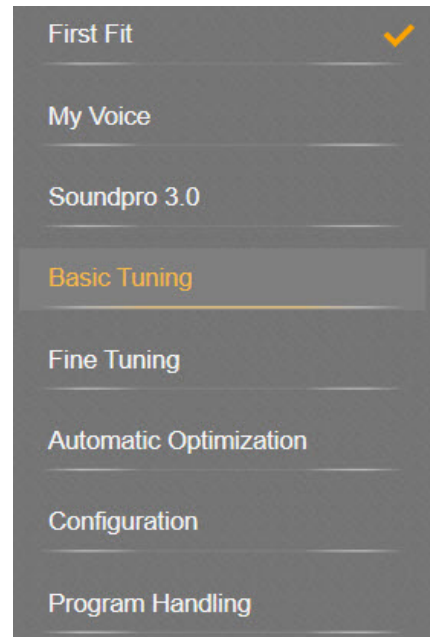 First Fit
My Voice
Soundpro 3.0
Basic Tuning
Fine Tuning
Automatic Optimization
Configuration
Program Handling